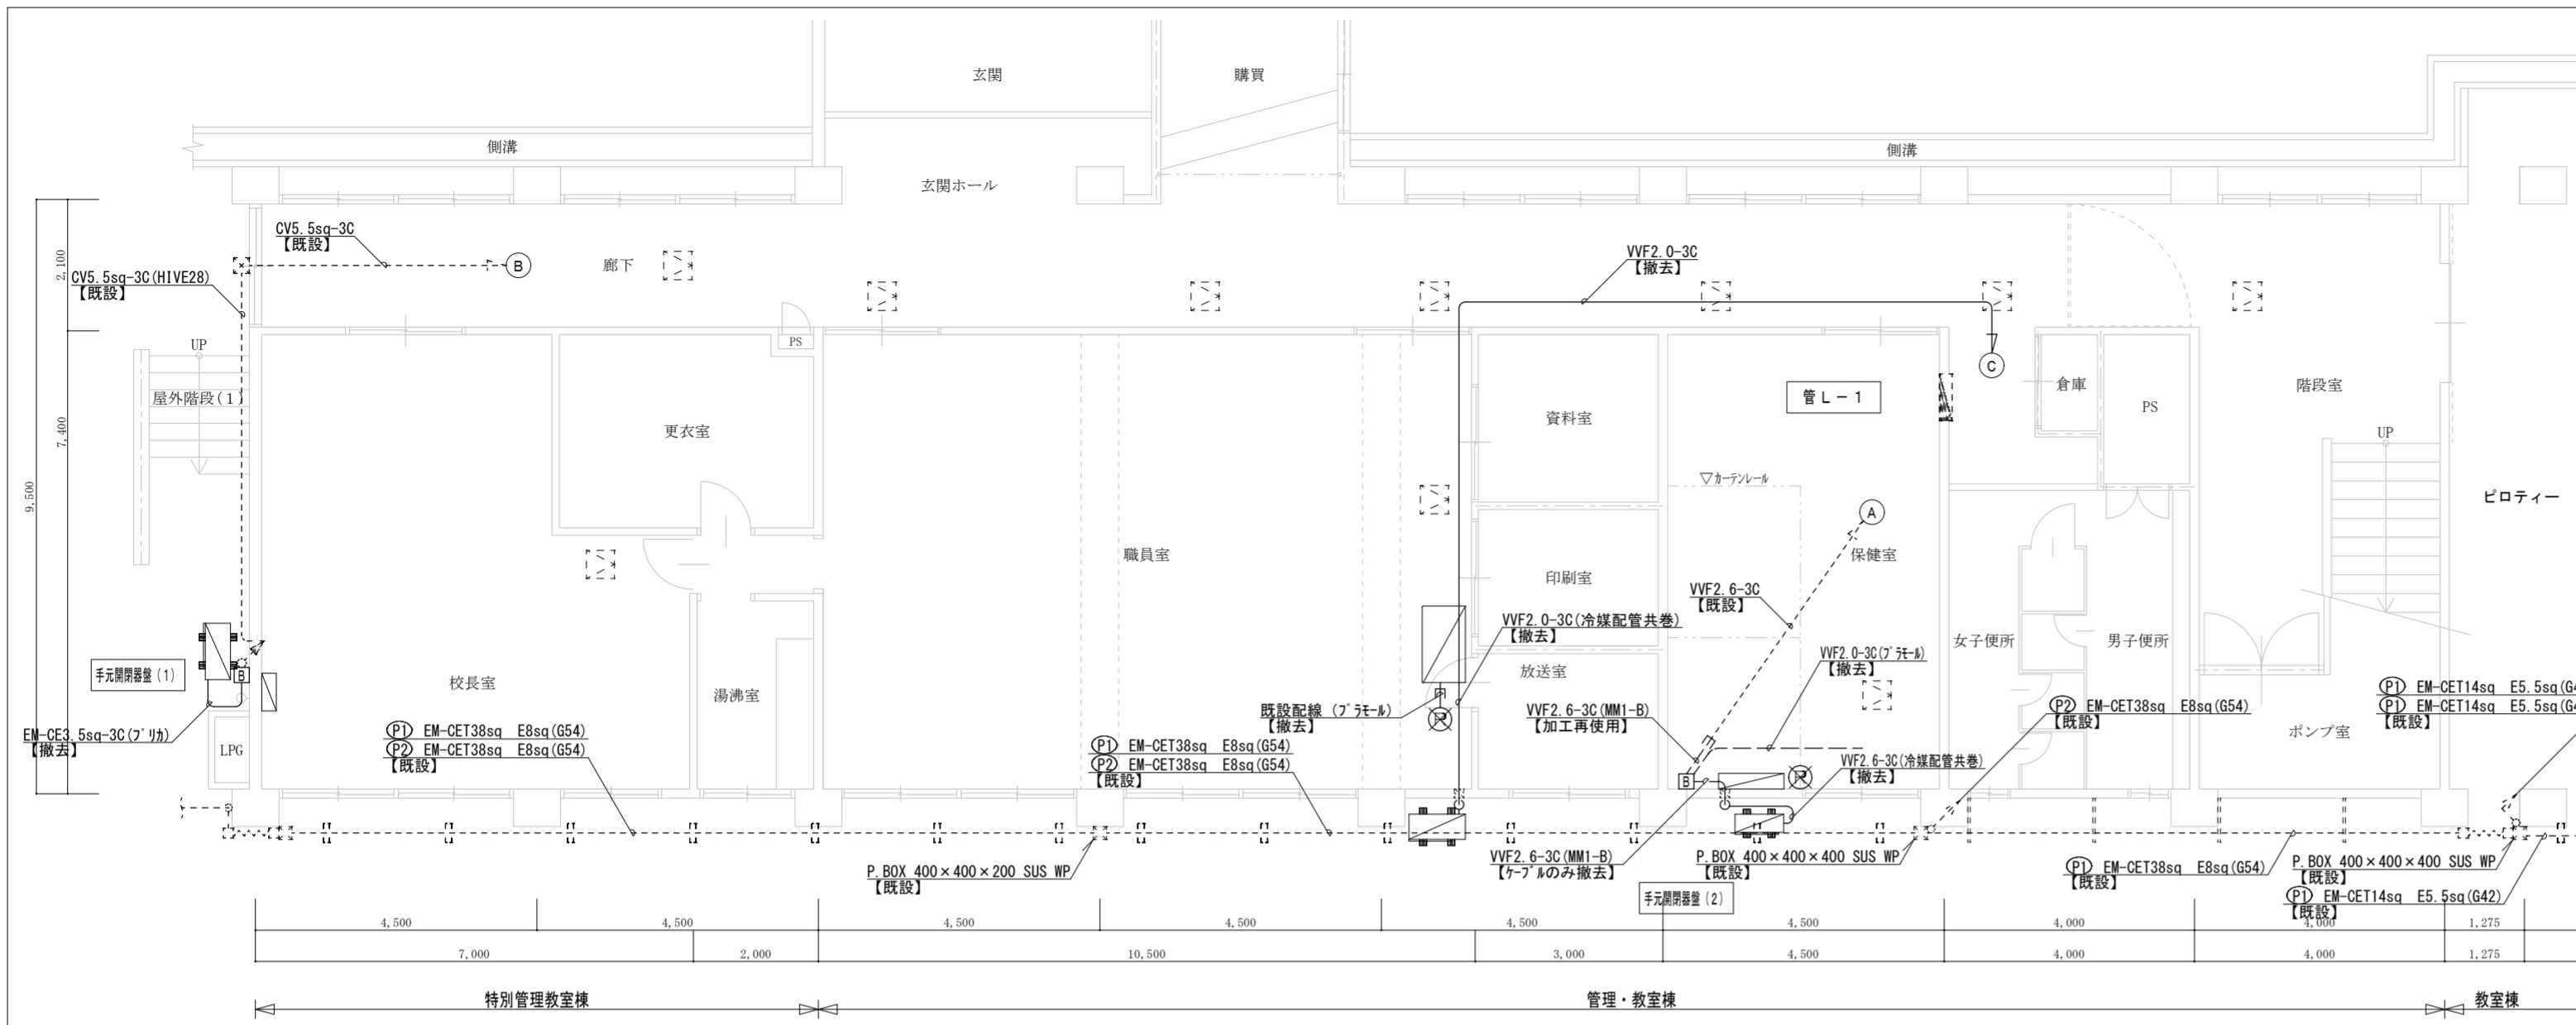 玄関
購買
側溝
側溝
玄関ホール
CV5.5sq-3C
【既設】
B
廊下
VVF2.0-3C
【撤去】
CV5.5sq-3C(HIVE28)
【既設】
2,100
7,400
9,500
UP
屋外階段(1)
PS
C
管L-1
倉庫
PS
階段室
更衣室
資料室
UP
▽カーテンレール
ピロティー
A
職員室
印刷室
保健室
VVF2.6-3C
【既設】
VVF2.0-3C(冷媒配管共巻)
【撤去】
女子便所
男子便所
VVF2.0-3C(プラモール)
【撤去】
手元開閉器盤(1)
B
校長室
湯沸室
放送室
既設配線 (プラモール)
【撤去】
VVF2.6-3C(MM1-B)
【加工再使用】
P2 EM-CET38sq E8sq(G54)
【既設】
P1 EM-CET14sq E5.5sq(G4
P1 EM-CET14sq E5.5sq(G4
【既設】
ポンプ室
EM-CE3.5sq-3C(プリカ)
【撤去】
LPG
P1 EM-CET38sq E8sq(G54)
P2 EM-CET38sq E8sq(G54)
【既設】
P1 EM-CET38sq E8sq(G54)
P2 EM-CET38sq E8sq(G54)
【既設】
B
VVF2.6-3C(冷媒配管共巻)
【撤去】
P.BOX 400×400×200 SUS WP
【既設】
VVF2.6-3C(MM1-B)
【ケーブルのみ撤去】
P.BOX 400×400×400 SUS WP
【既設】
手元開閉器盤(2)
P1 EM-CET38sq E8sq(G54)
【既設】
P.BOX 400×400×400 SUS WP
【既設】
P1 EM-CET14sq E5.5sq(G42)
【既設】
4,500 4,500 4,500 4,500 4,500 4,500 4,000 4,000 1,275
7,000 2,000 10,500 3,000 4,500 4,000 4,000 1,275
特別管理教室棟 管理・教室棟 教室棟